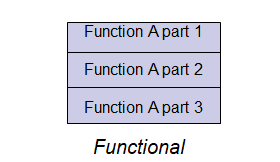 Function A part 1
Function A part 2
Function A part 3
Functional